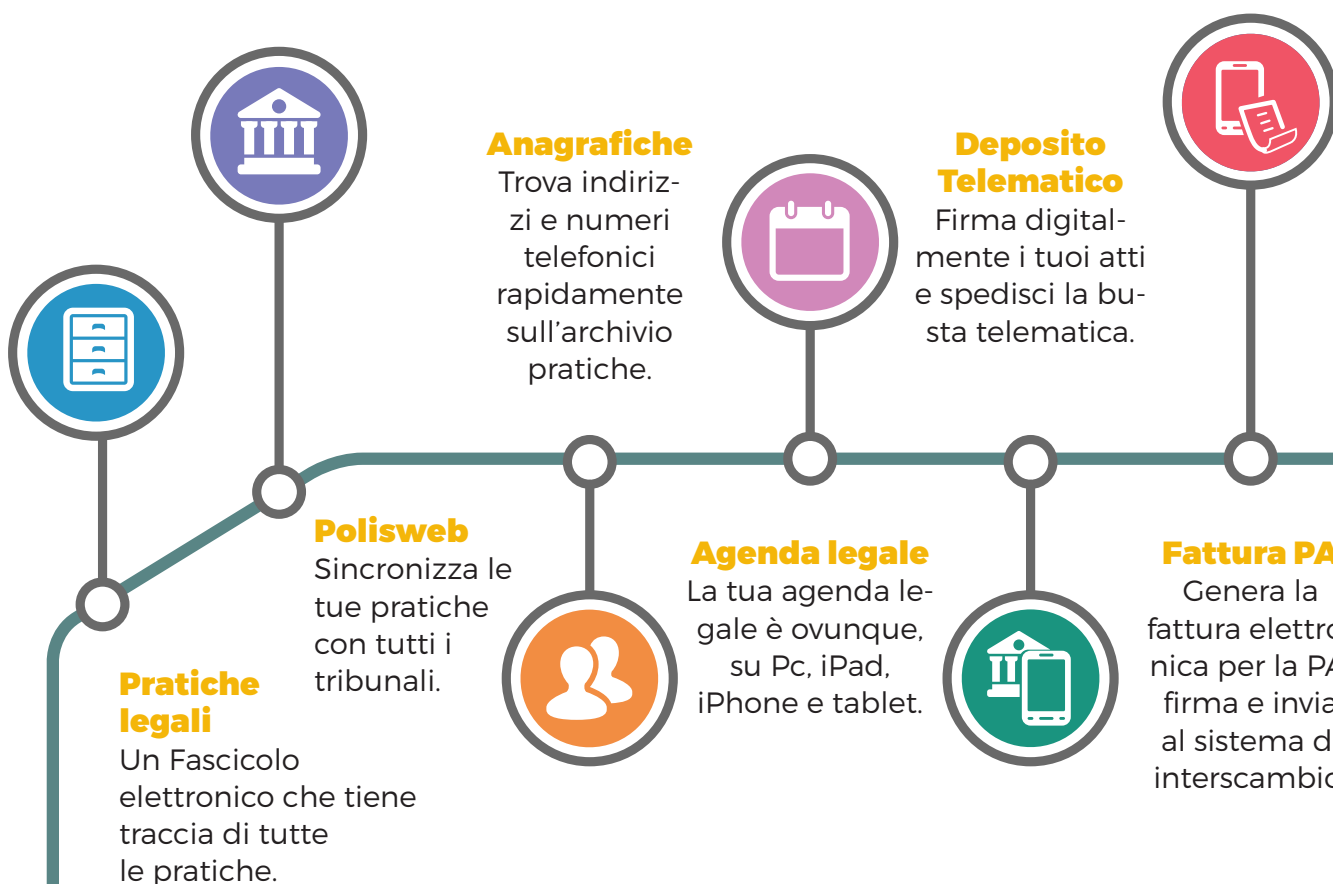 Pratiche
legali
Un Fascicolo
elettronico che tiene
traccia di tutte
le pratiche.
Polisweb
Sincronizza le
tue pratiche
con tutti i
tribunali.
Anagrafiche
Trova indiriz-
zi e numeri
telefonici
rapidamente
sull’archivio
pratiche.
Agenda legale
La tua agenda le-
gale è ovunque,
su Pc, iPad,
iPhone e tablet.
Deposito
Telematico
Firma digital-
mente i tuoi atti
e spedisci la bu-
sta telematica.
Fattura PA
Genera la
fattura elettro
nica per la PA
firma e invia
al sistema d
interscambio